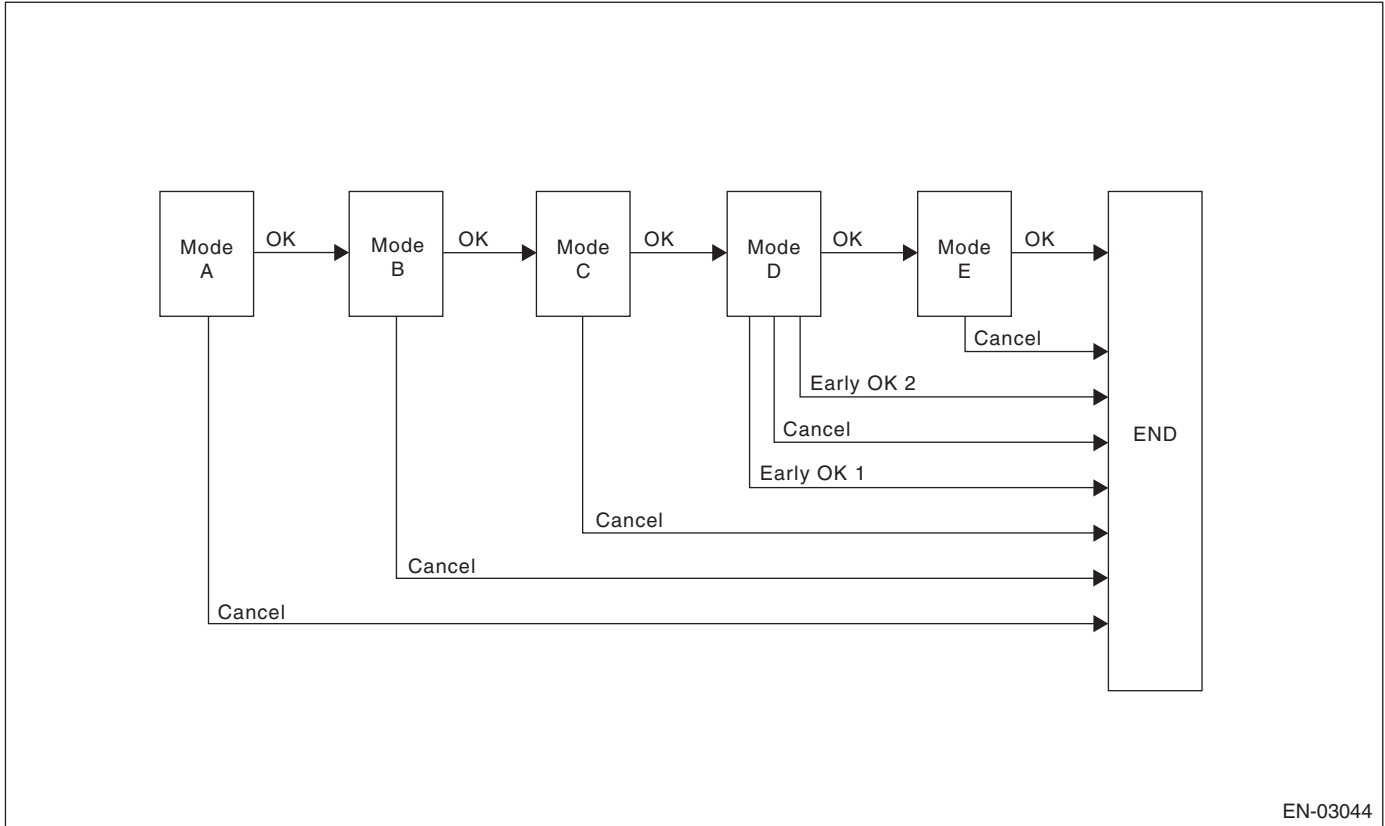 Mode
A
OK
Mode
B
OK
Mode
C
OK
Mode
D
OK
Mode
E
OK
Cancel
Early OK 2
Cancel
END
Early OK 1
Cancel
Cancel
Cancel
EN-03044